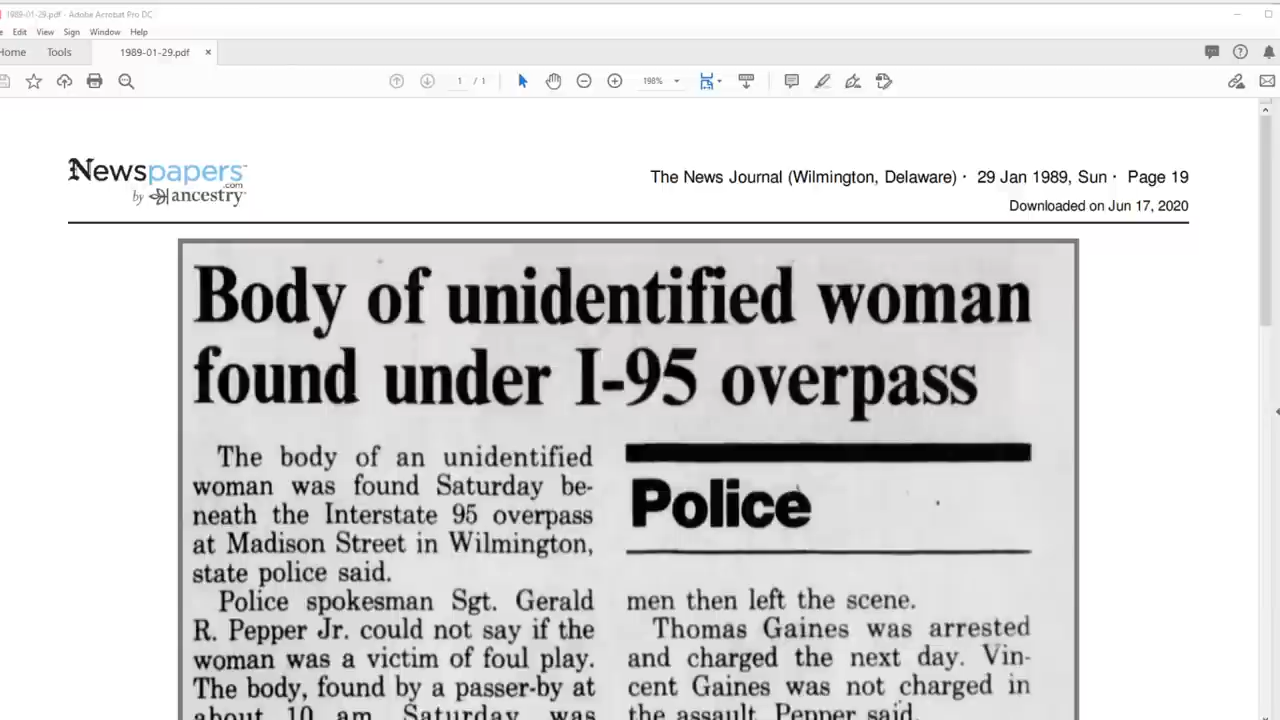 1989-01-29.pdf - Adobe Acrobat Pro DC
Edit View Sign Window Help
Home Tools 1989-01-29.pdf ×
1 / 1 198%
Newspapers™
.com
by ancestry
The News Journal (Wilmington, Delaware) · 29 Jan 1989, Sun · Page 19
Downloaded on Jun 17, 2020
Body of unidentified woman
found under I-95 overpass
The body of an unidentified
woman was found Saturday be-
neath the Interstate 95 overpass
at Madison Street in Wilmington,
state police said.
Police spokesman Sgt. Gerald
R. Pepper Jr. could not say if the
woman was a victim of foul play.
The body, found by a passer-by at
about 10 am Saturday was
Police
men then left the scene.
Thomas Gaines was arrested
and charged the next day. Vin-
cent Gaines was not charged in
the assault, Pepper said.